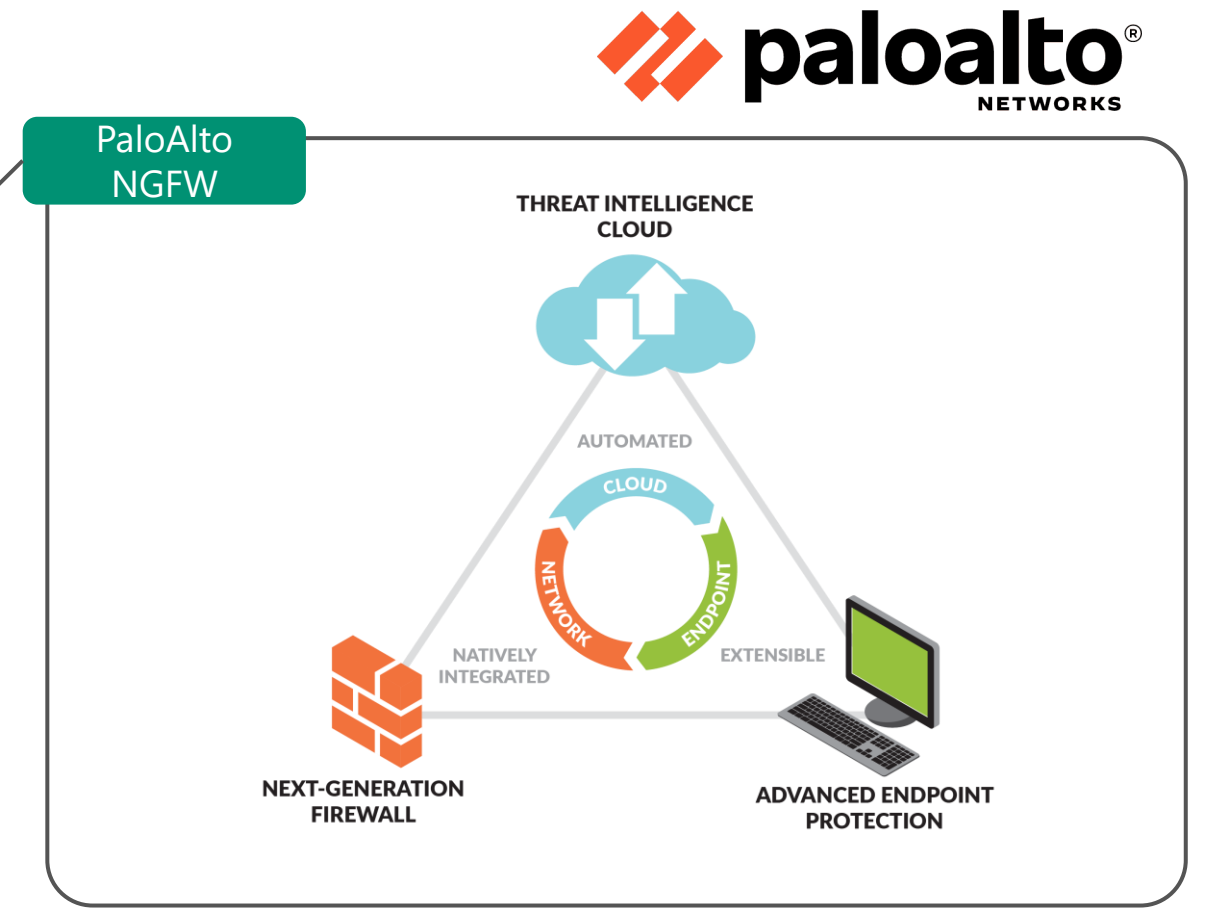 paloalto®
NETWORKS
PaloAlto
NGFW
THREAT INTELLIGENCE
CLOUD
AUTOMATED
CLOUD
NETWORK
ENDPOINT
NATIVELY
INTEGRATED
EXTENSIBLE
NEXT-GENERATION
FIREWALL
ADVANCED ENDPOINT
PROTECTION